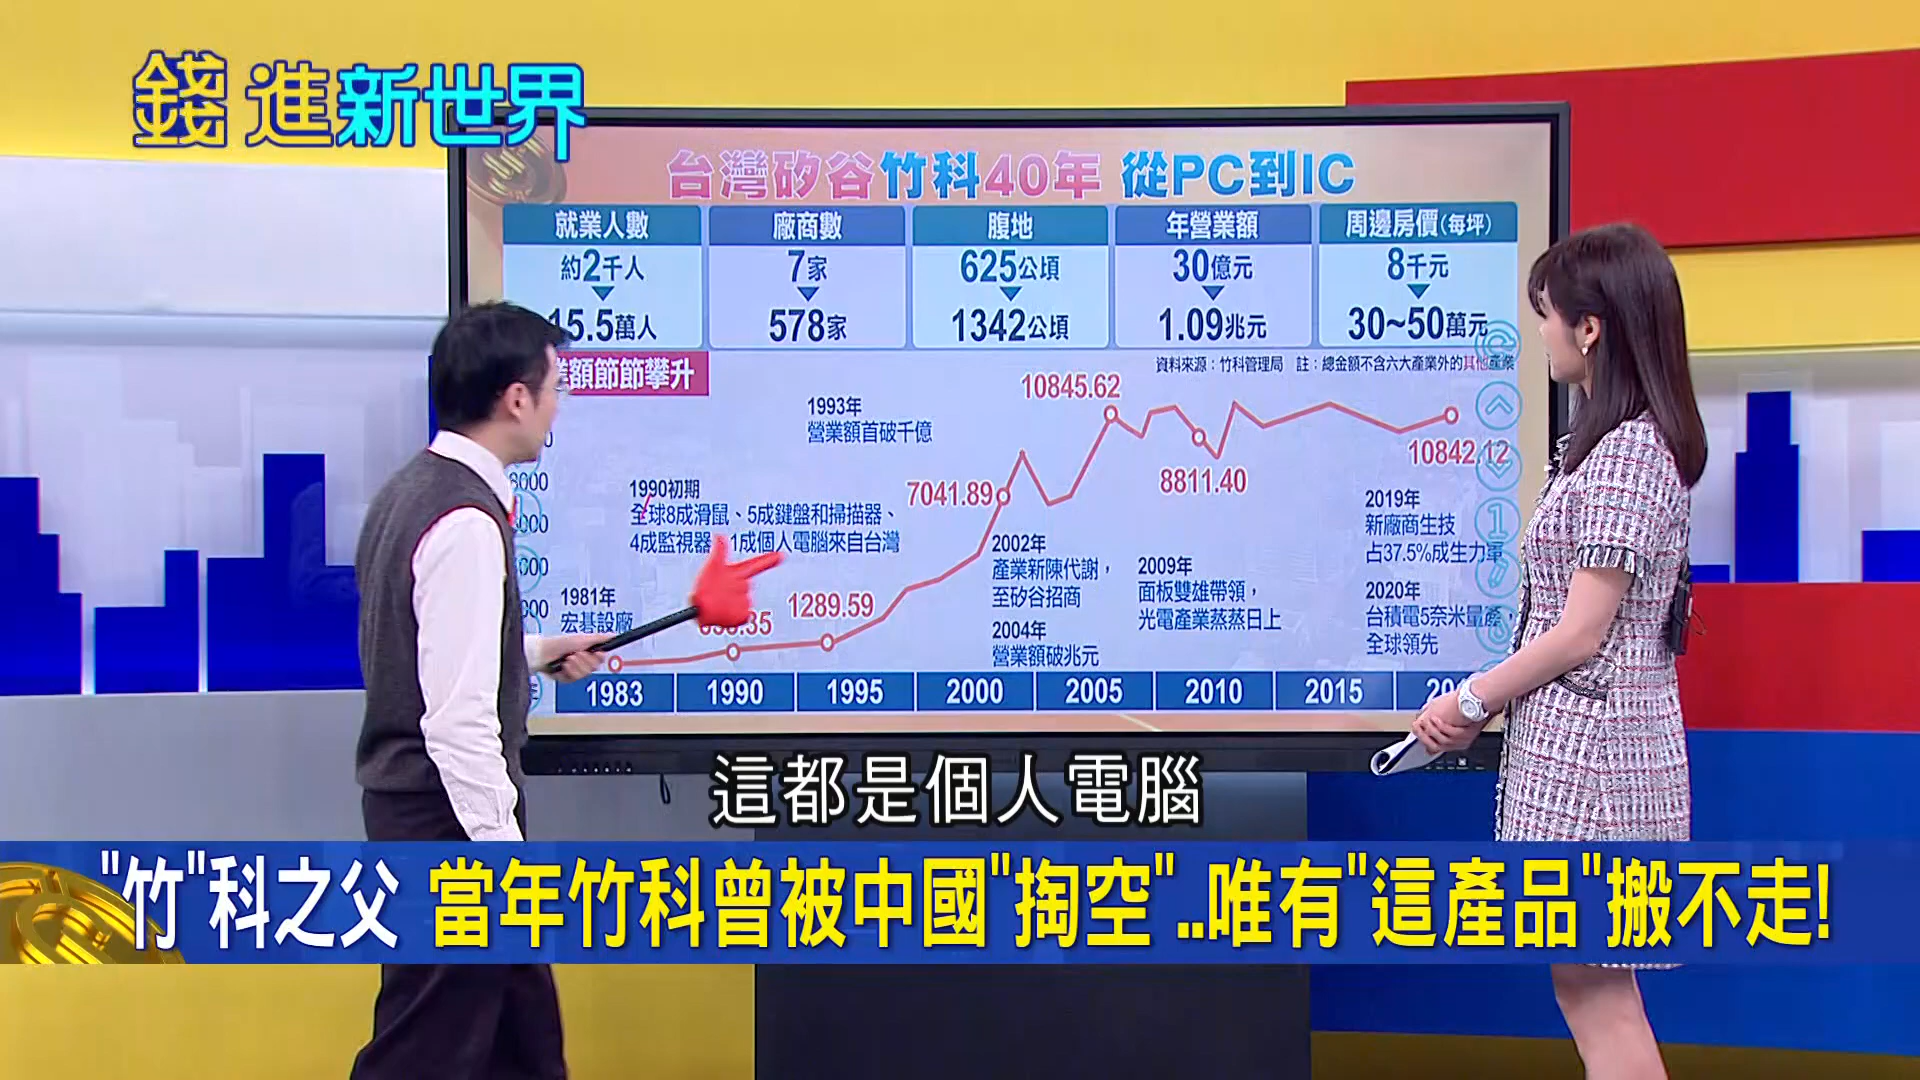 錢進新世界
台灣矽谷竹科40年 從PC到IC
就業人數
約2千人
15.5萬人
廠商數
7家
578家
腹地
625公頃
1342公頃
年營業額
30億元
1.09兆元
周邊房價(每坪)
8千元
30~50萬元
資料來源：竹科管理局 註：總金額不含六大產業外的其他產業
額節節攀升
1993年
營業額首破千億
10845.62
10842.12
8811.40
7041.89
1990初期
全球8成滑鼠、5成鍵盤和掃描器、
4成監視器、1成個人電腦來自台灣
2019年
新廠商生技
占37.5%成生力軍
2002年
產業新陳代謝，
至矽谷招商
2009年
面板雙雄帶領，
光電產業蒸蒸日上
2020年
台積電5奈米量產，
全球領先
1981年
宏碁設廠
1289.59
2004年
營業額破兆元
1983 1990 1995 2000 2005 2010 2015
這都是個人電腦
"竹"科之父 當年竹科曾被中國"掏空"..唯有"這產品"搬不走!